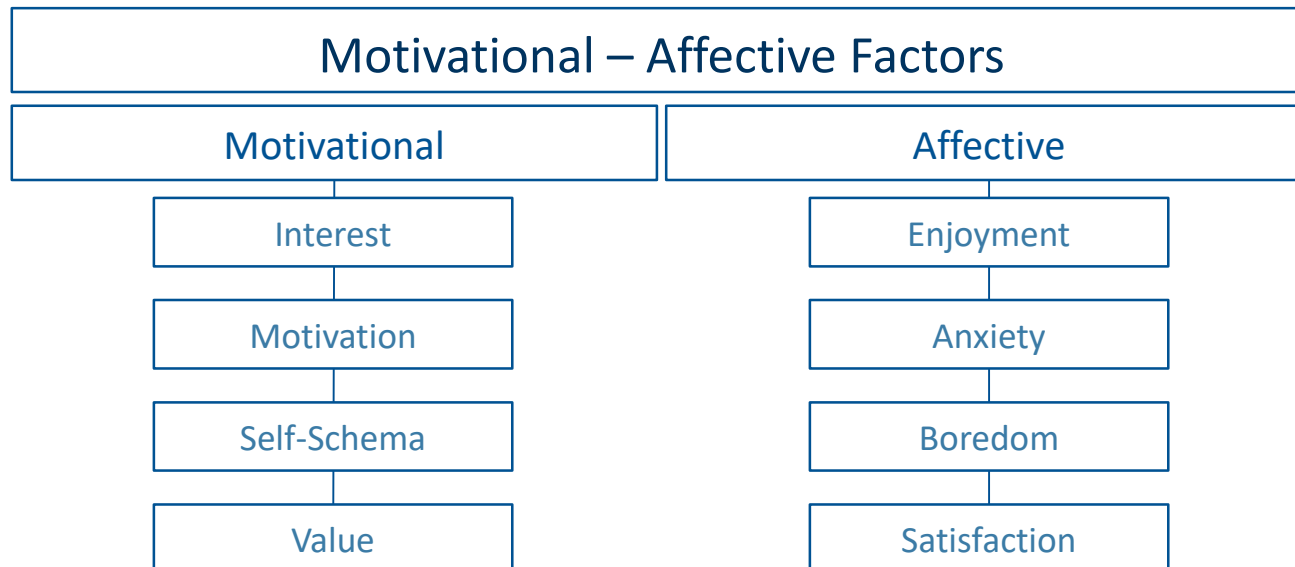 Motivational – Affective Factors
Motivational
Affective
Interest
Enjoyment
Motivation
Anxiety
Self-Schema
Boredom
Value
Satisfaction